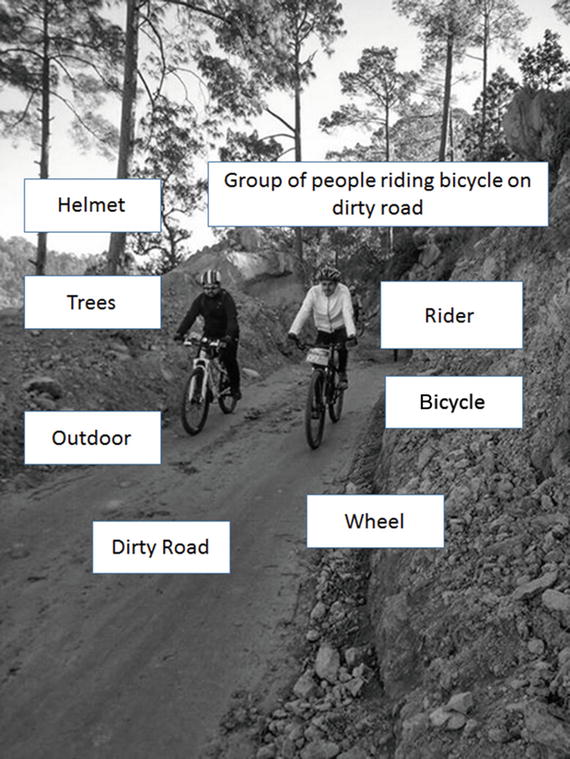 Group of people riding bicycle on
dirty road
Helmet
Trees
Rider
Bicycle
Outdoor
Wheel
Dirty Road